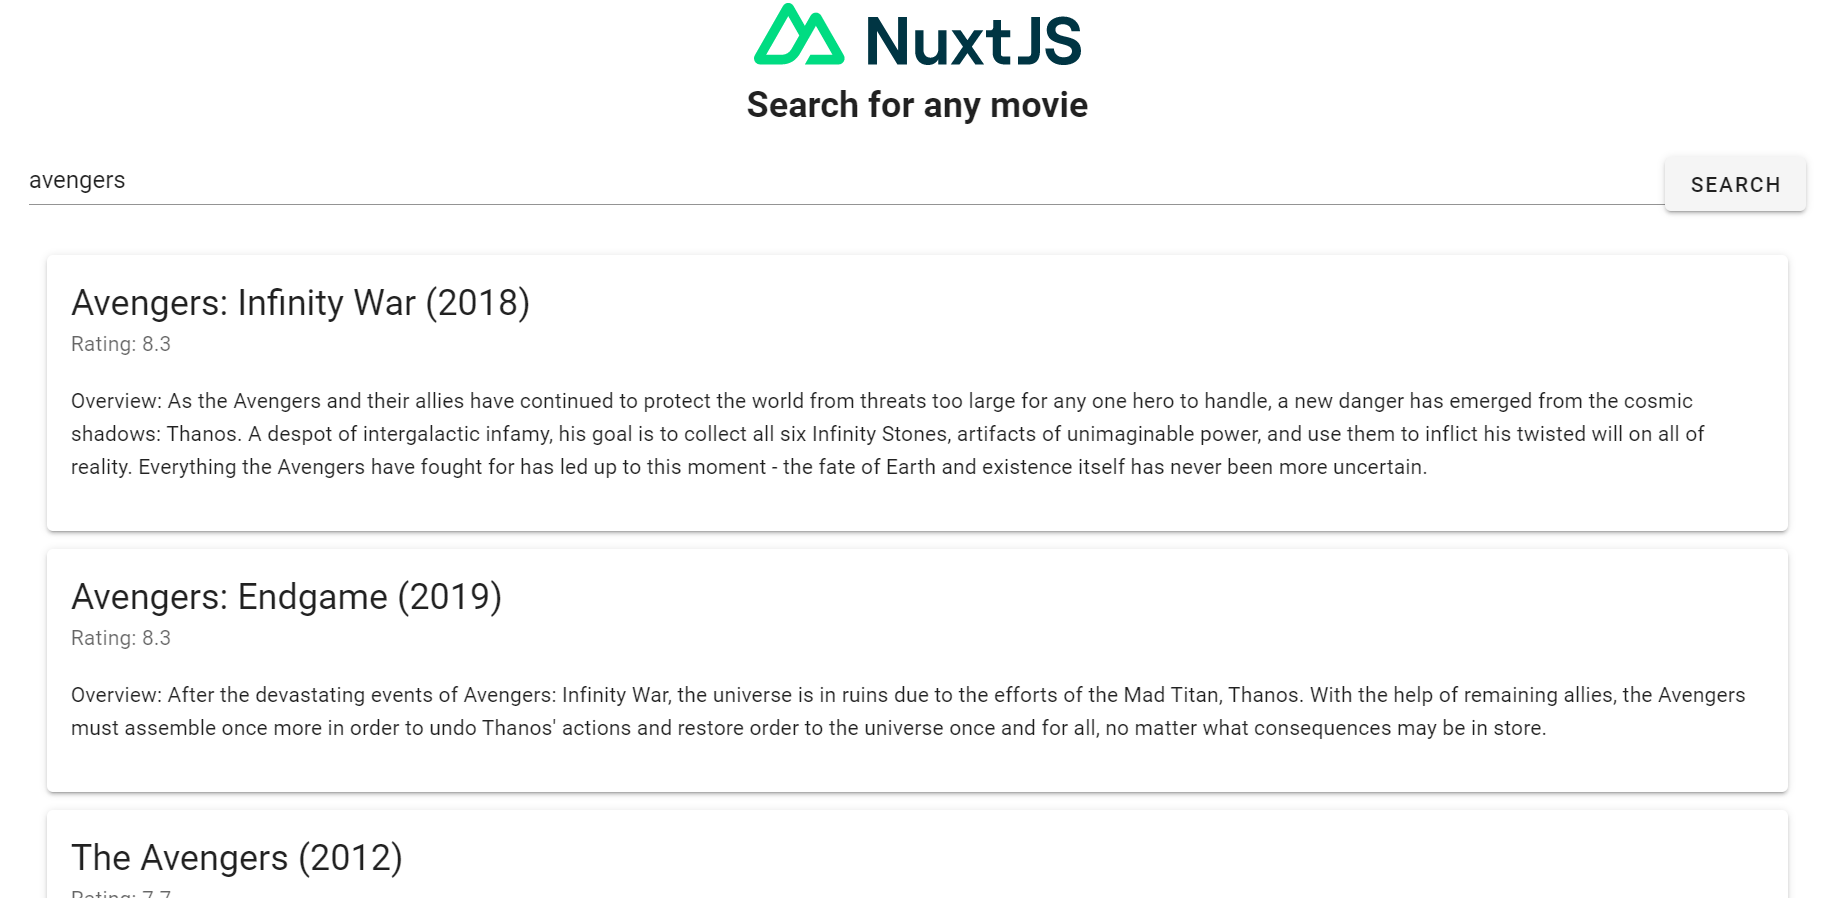 NuxtJS
Search for any movie
avengers
SEARCH
Avengers: Infinity War (2018)
Rating: 8.3
Overview: As the Avengers and their allies have continued to protect the world from threats too large for any one hero to handle, a new danger has emerged from the cosmic
shadows: Thanos. A despot of intergalactic infamy, his goal is to collect all six Infinity Stones, artifacts of unimaginable power, and use them to inflict his twisted will on all of
reality. Everything the Avengers have fought for has led up to this moment - the fate of Earth and existence itself has never been more uncertain.
Avengers: Endgame (2019)
Rating: 8.3
Overview: After the devastating events of Avengers: Infinity War, the universe is in ruins due to the efforts of the Mad Titan, Thanos. With the help of remaining allies, the Avengers
must assemble once more in order to undo Thanos' actions and restore order to the universe once and for all, no matter what consequences may be in store.
The Avengers (2012)
Rating: 7.7